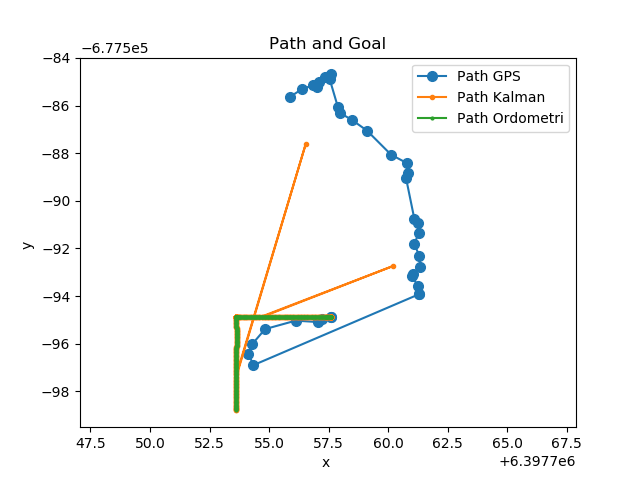 Path and Goal
−6.775e5
Path GPS
Path Kalman
Path Ordometri
−84
−86
−88
−90
−92
−94
−96
−98
y
47.5 50.0 52.5 55.0 57.5 60.0 62.5 65.0 67.5
x
+6.3977e6